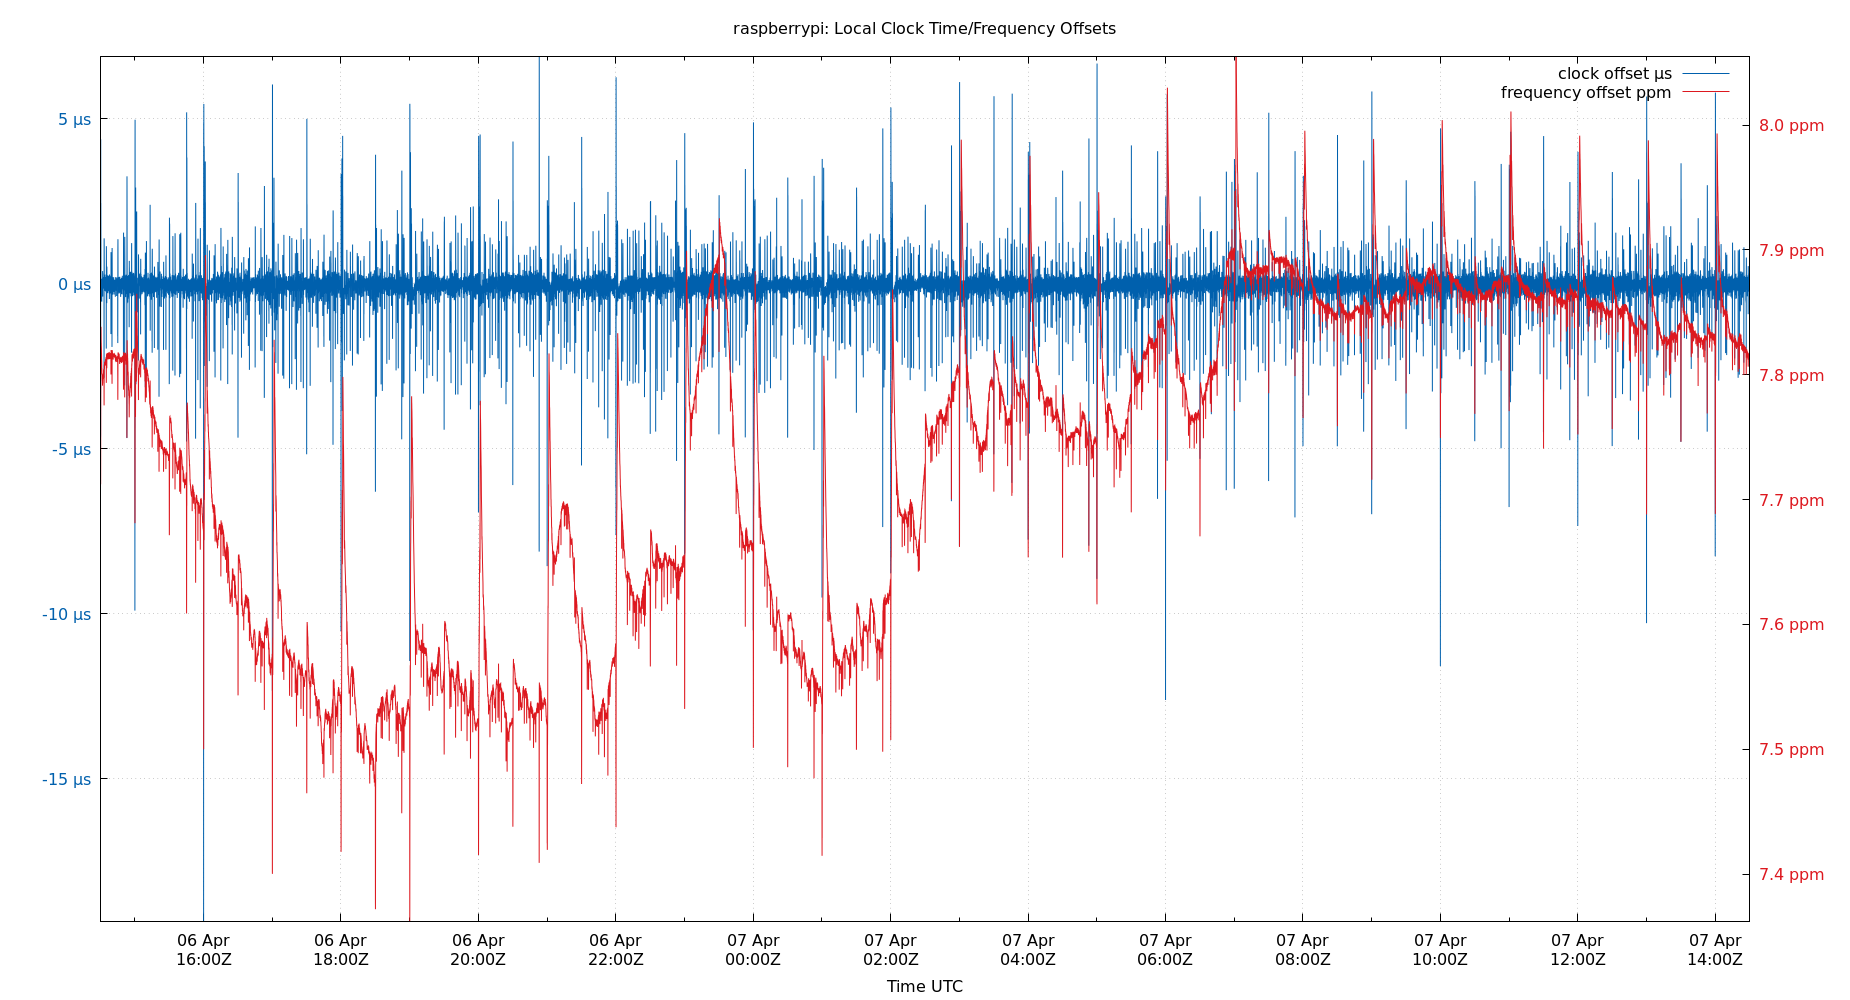 raspberrypi: Local Clock Time/Frequency Offsets
clock offset µs
frequency offset ppm
5 µs
0 µs
-5 µs
-10 µs
-15 µs
8.0 ppm
7.9 ppm
7.8 ppm
7.7 ppm
7.6 ppm
7.5 ppm
7.4 ppm
06 Apr 06 Apr 06 Apr 06 Apr 07 Apr 07 Apr 07 Apr 07 Apr 07 Apr 07 Apr 07 Apr 07 Apr
16:00Z 18:00Z 20:00Z 22:00Z 00:00Z 02:00Z 04:00Z 06:00Z 08:00Z 10:00Z 12:00Z 14:00Z
Time UTC